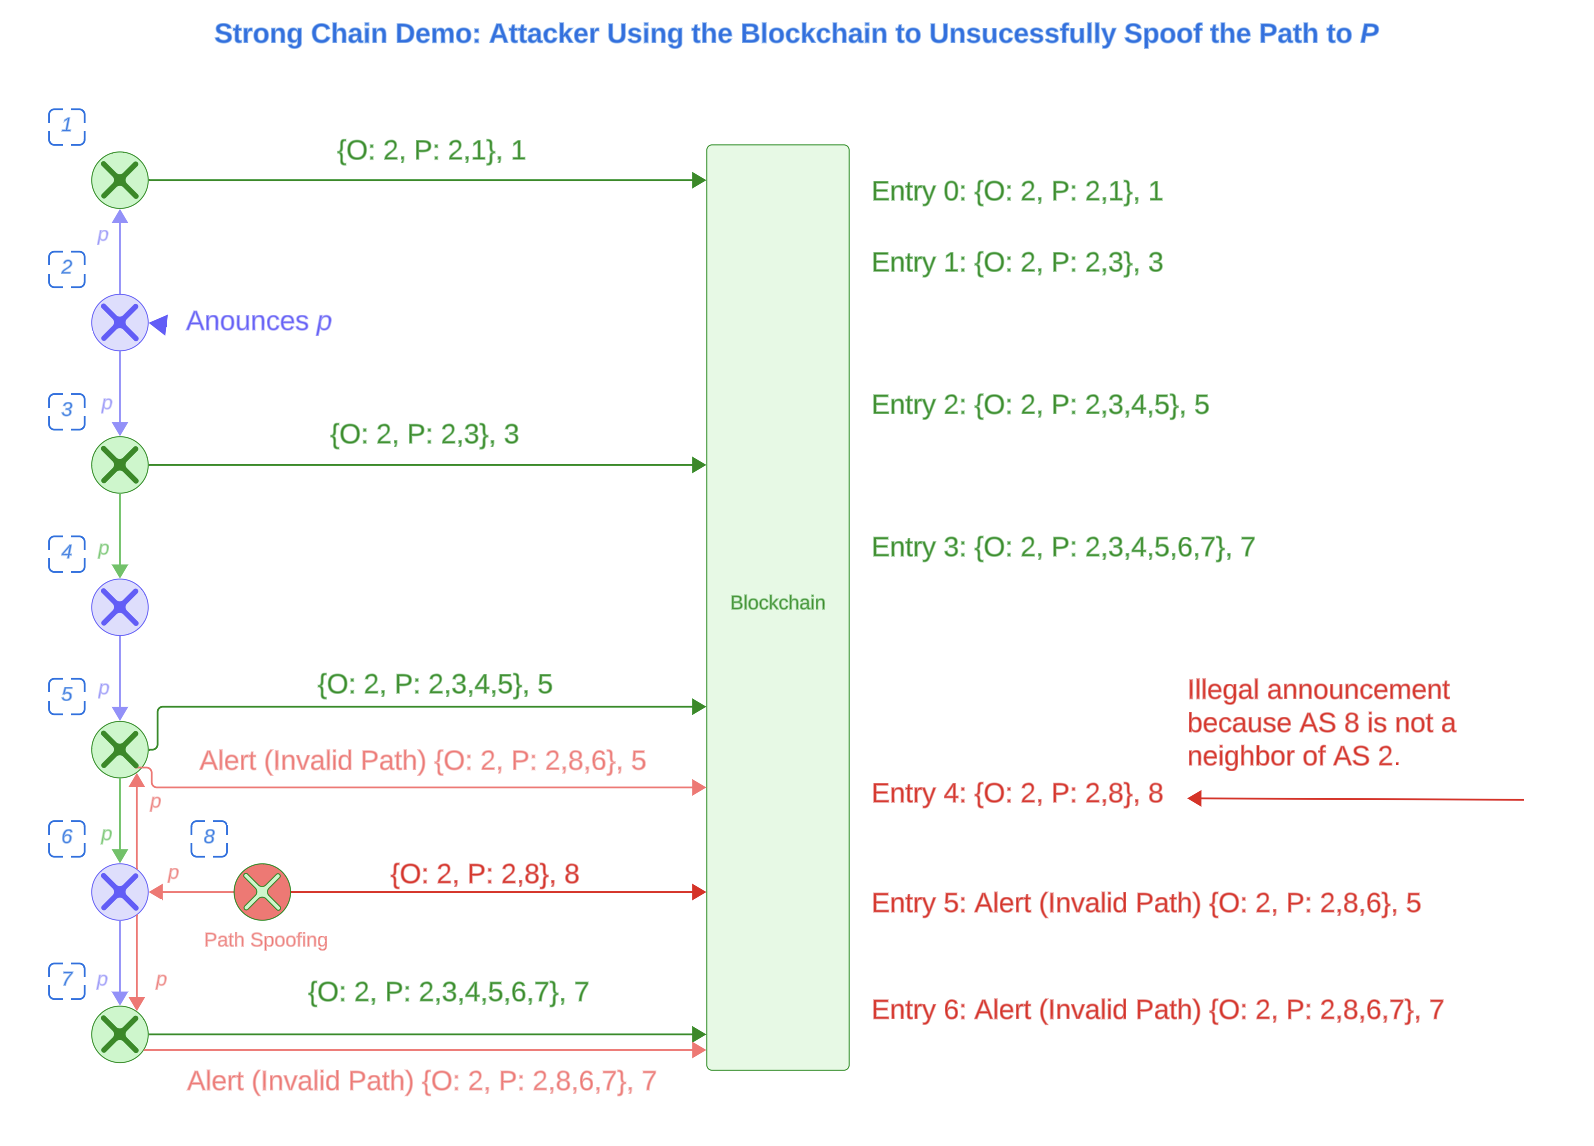 Strong Chain Demo: Attacker Using the Blockchain to Unsucessfully Spoof the Path to P
1
{O: 2, P: 2,1}, 1
Entry 0: {O: 2, P: 2,1}, 1
p
2
Entry 1: {O: 2, P: 2,3}, 3
Anounces p
3
p
Entry 2: {O: 2, P: 2,3,4,5}, 5
{O: 2, P: 2,3}, 3
4
p
Entry 3: {O: 2, P: 2,3,4,5,6,7}, 7
Blockchain
5
p
{O: 2, P: 2,3,4,5}, 5
Illegal announcement
because AS 8 is not a
neighbor of AS 2.
Alert (Invalid Path) {O: 2, P: 2,8,6}, 5
p
Entry 4: {O: 2, P: 2,8}, 8
6
p
8
p
{O: 2, P: 2,8}, 8
Entry 5: Alert (Invalid Path) {O: 2, P: 2,8,6}, 5
Path Spoofing
7
p
p
{O: 2, P: 2,3,4,5,6,7}, 7
Entry 6: Alert (Invalid Path) {O: 2, P: 2,8,6,7}, 7
Alert (Invalid Path) {O: 2, P: 2,8,6,7}, 7